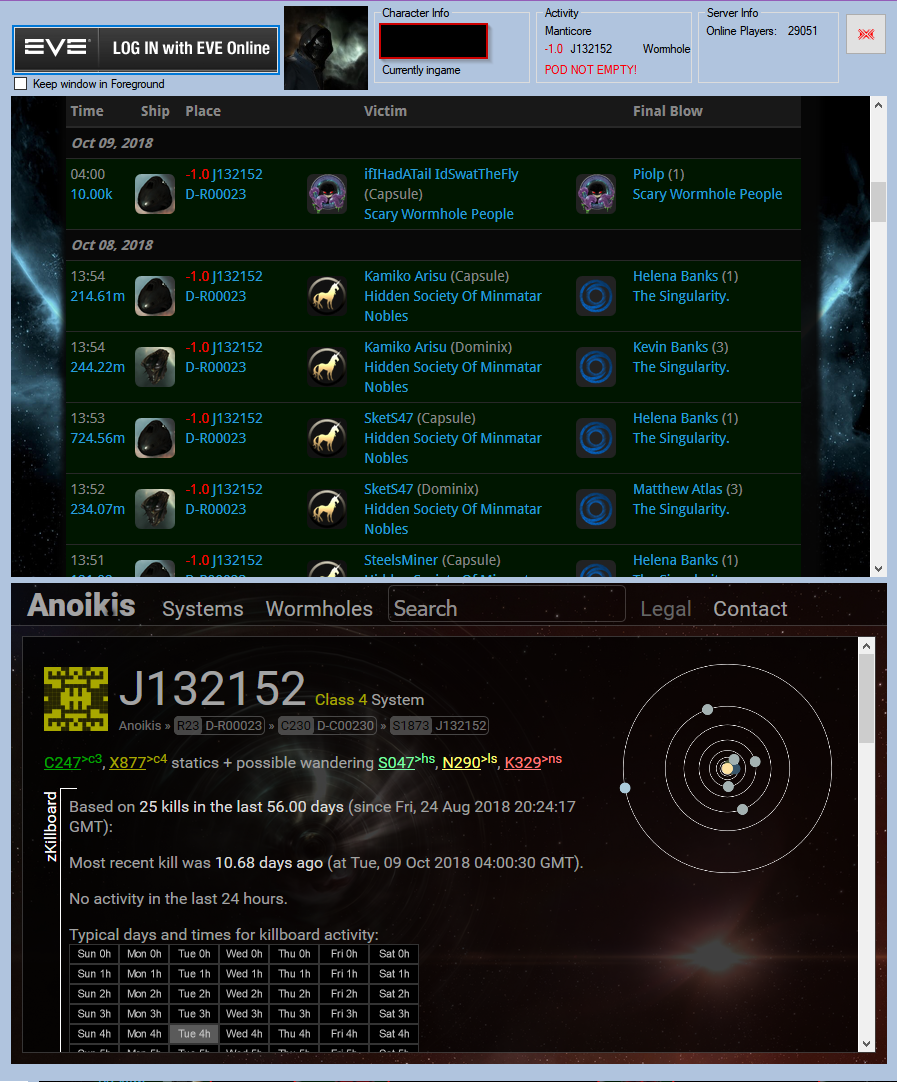 Character Info
Activity
Server Info
EVE LOG IN with EVE Online
Manticore
Online Players: 29051
-1.0 J132152 Wormhole
Currently ingame
POD NOT EMPTY!
Keep window in Foreground
Time Ship Place Victim Final Blow
Oct 09, 2018
04:00 -1.0 J132152 ifIHadATail IdSwatTheFly Piolp (1)
10.00k D-R00023 (Capsule) Scary Wormhole People
Scary Wormhole People
Oct 08, 2018
13:54 -1.0 J132152 Kamiko Arisu (Capsule) Helena Banks (1)
214.61m D-R00023 Hidden Society Of Minmatar The Singularity.
Nobles
13:54 -1.0 J132152 Kamiko Arisu (Dominix) Kevin Banks (3)
244.22m D-R00023 Hidden Society Of Minmatar The Singularity.
Nobles
13:53 -1.0 J132152 SketS47 (Capsule) Helena Banks (1)
724.56m D-R00023 Hidden Society Of Minmatar The Singularity.
Nobles
13:52 -1.0 J132152 SketS47 (Dominix) Matthew Atlas (3)
234.07m D-R00023 Hidden Society Of Minmatar The Singularity.
Nobles
13:51 -1.0 J132152 SteelsMiner (Capsule) Helena Banks (1)
Anoikis Systems Wormholes Search Legal Contact
J132152 Class 4 System
Anoikis » R23 D-R00023 » C230 D-C00230 » S1873 J132152
C247>c3, X877>c4 statics + possible wandering S047>hs, N290>ls, K329>ns
zKillboard
Based on 25 kills in the last 56.00 days (since Fri, 24 Aug 2018 20:24:17
GMT):
Most recent kill was 10.68 days ago (at Tue, 09 Oct 2018 04:00:30 GMT).
No activity in the last 24 hours.
Typical days and times for killboard activity:
Sun 0h Mon 0h Tue 0h Wed 0h Thu 0h Fri 0h Sat 0h
Sun 1h Mon 1h Tue 1h Wed 1h Thu 1h Fri 1h Sat 1h
Sun 2h Mon 2h Tue 2h Wed 2h Thu 2h Fri 2h Sat 2h
Sun 3h Mon 3h Tue 3h Wed 3h Thu 3h Fri 3h Sat 3h
Sun 4h Mon 4h Tue 4h Wed 4h Thu 4h Fri 4h Sat 4h